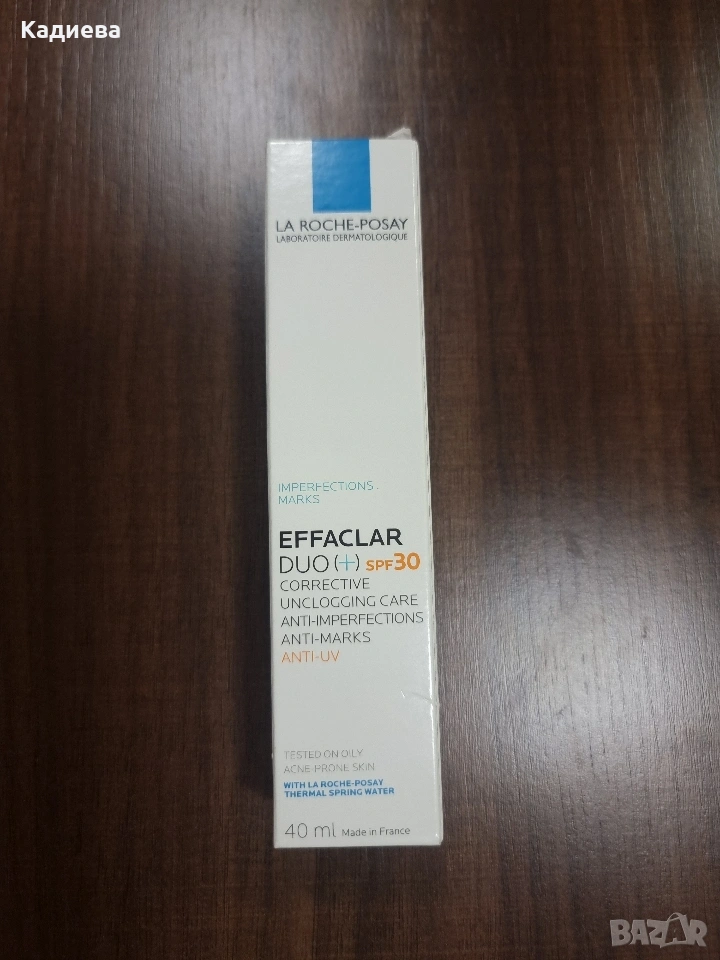 Кадиева
LA ROCHE-POSAY
LABORATOIRE DERMATOLOGIQUE
IMPERFECTIONS,
MARKS
EFFACLAR
DUO (+) SPF30
CORRECTIVE
UNCLOGGING CARE
ANTI-IMPERFECTIONS
ANTI-MARKS
ANTI-UV
TESTED ON OILY
ACNE-PRONE SKIN
WITH LA ROCHE-POSAY
THERMAL SPRING WATER
40 ml Made in France
BAZAR